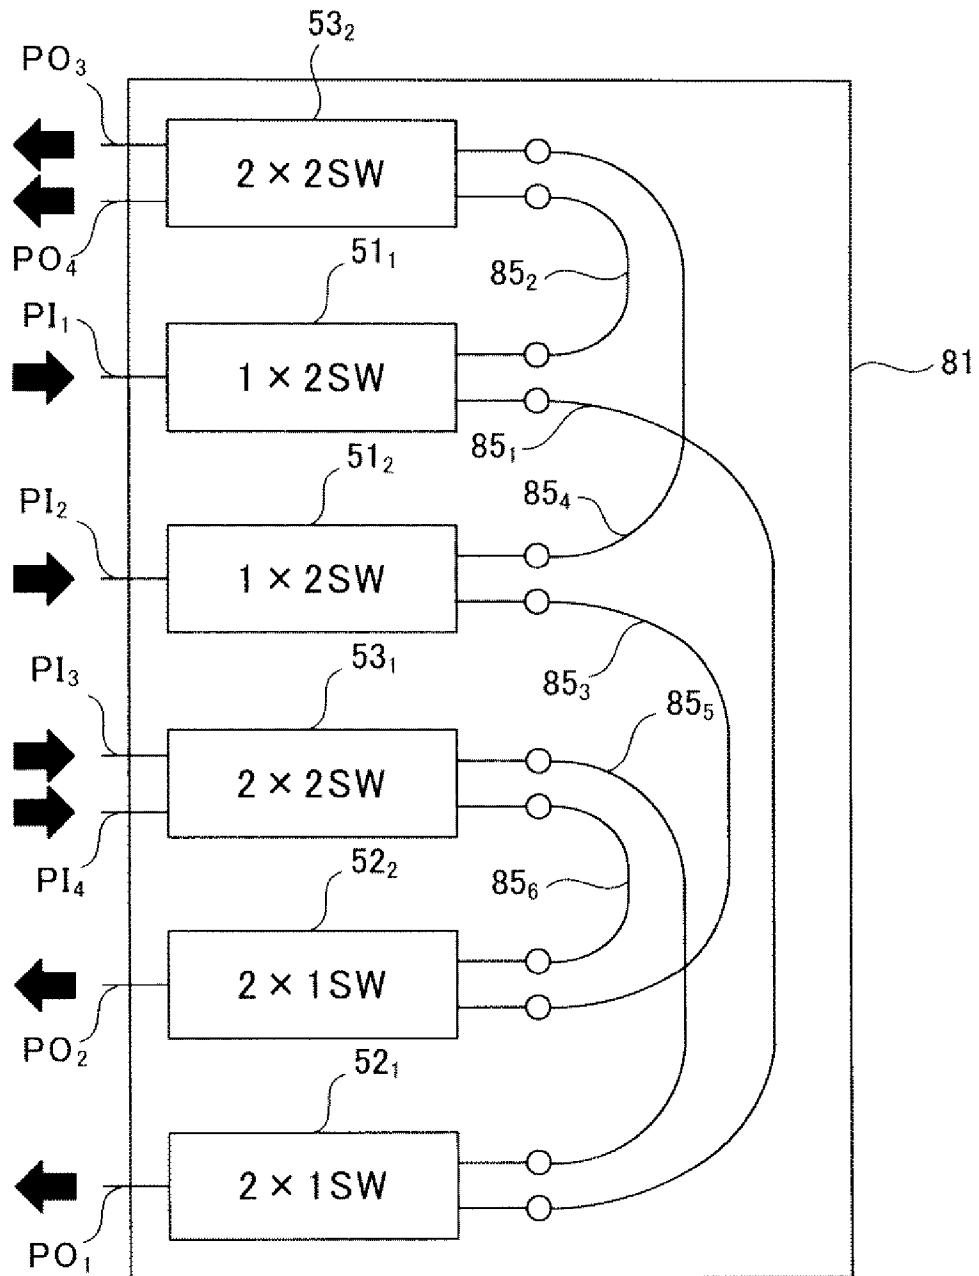 53₂
PO₃
2×2SW
PO₄
51₁
85₂
PI₁
1×2SW
81
85₁
51₂
PI₂
85₄
1×2SW
53₁
PI₃
85₃
85₅
2×2SW
PI₄
52₂
85₆
2×1SW
PO₂
52₁
2×1SW
PO₁